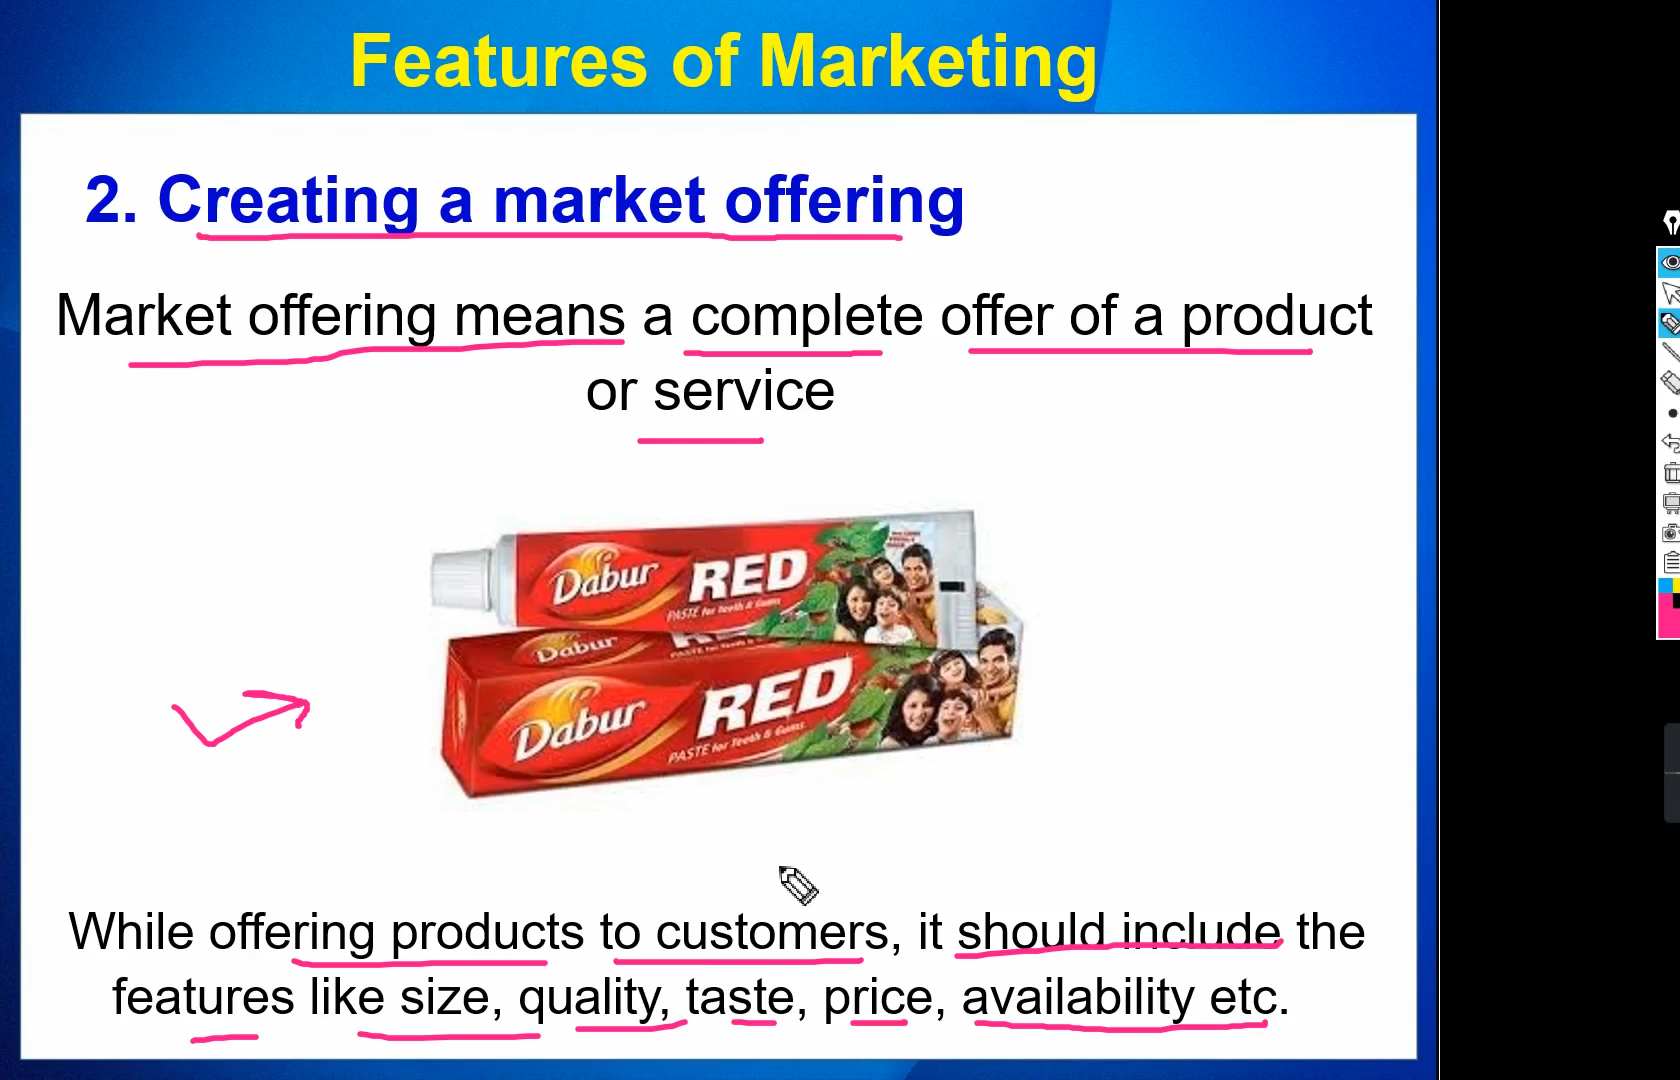 Features of Marketing
2. Creating a market offering
Market offering means a complete offer of a product
or service
Dabur RED
PASTE for Teeth & Gums
Dabur
Dabur RED
PASTE for Teeth & Gums
While offering products to customers, it should include the
features like size, quality, taste, price, availability etc.